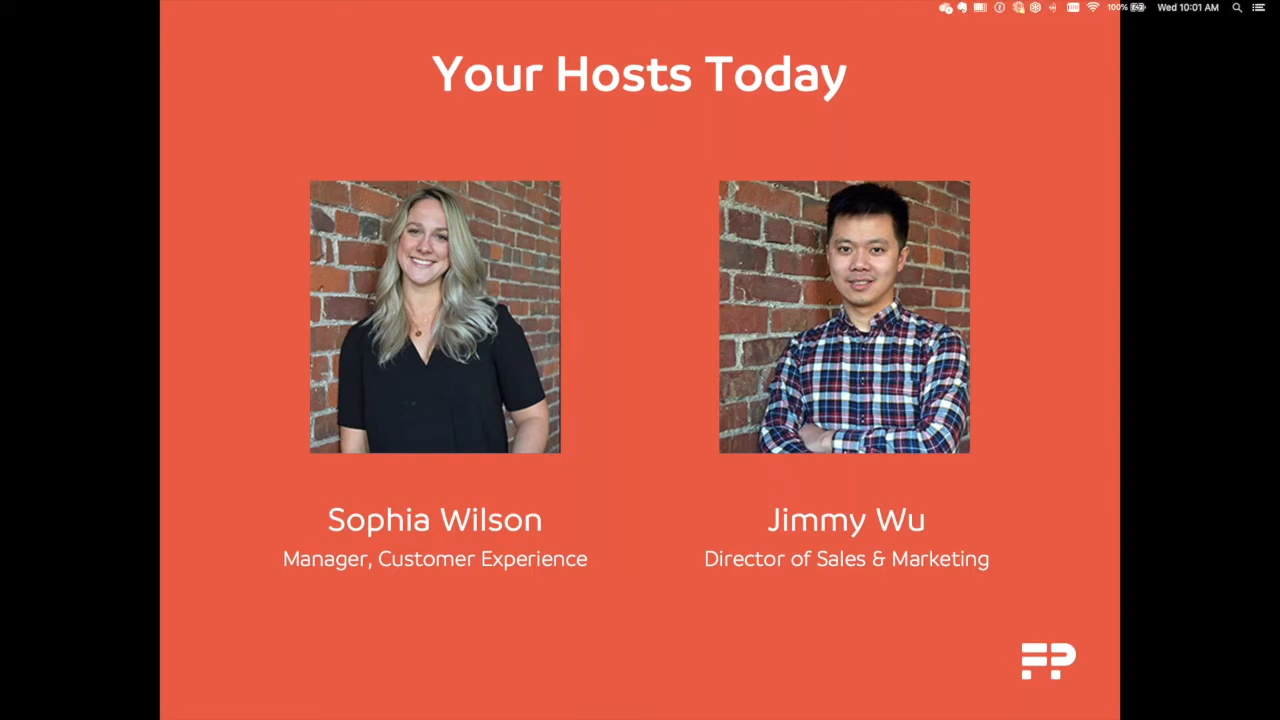 100% Wed 10:01 AM
Your Hosts Today
Sophia Wilson
Manager, Customer Experience
Jimmy Wu
Director of Sales & Marketing
FP